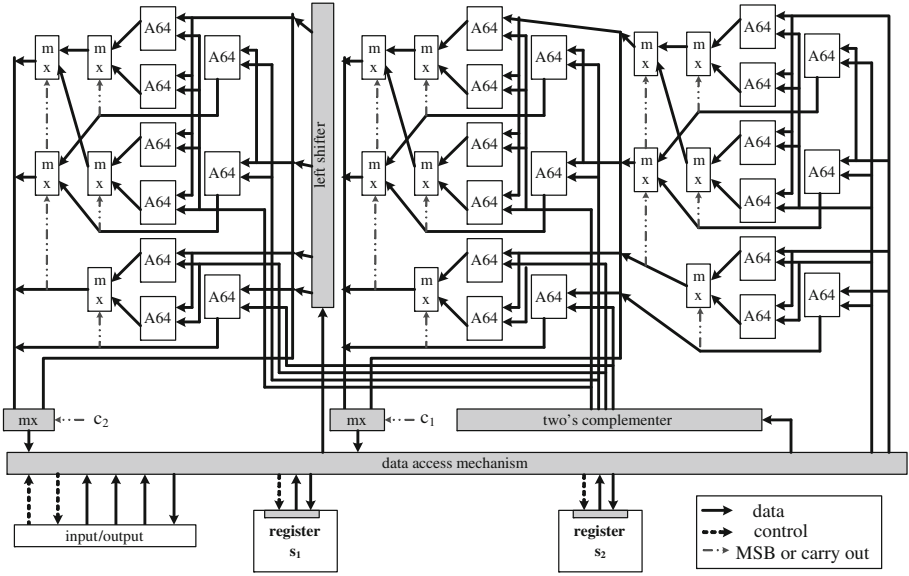 A64
m
x
m
x
A64
A64
A64
m
x
m
x
A64
A64
A64
m
x
A64
A64
left shifter
A64
m
x
m
x
A64
A64
A64
m
x
m
x
A64
A64
A64
m
x
A64
A64
A64
m
x
m
x
A64
A64
A64
m
x
m
x
A64
A64
A64
m
x
A64
A64
mx
c2
mx
c1
two's complementer
data access mechanism
input/output
register
s1
register
s2
data
control
MSB or carry out